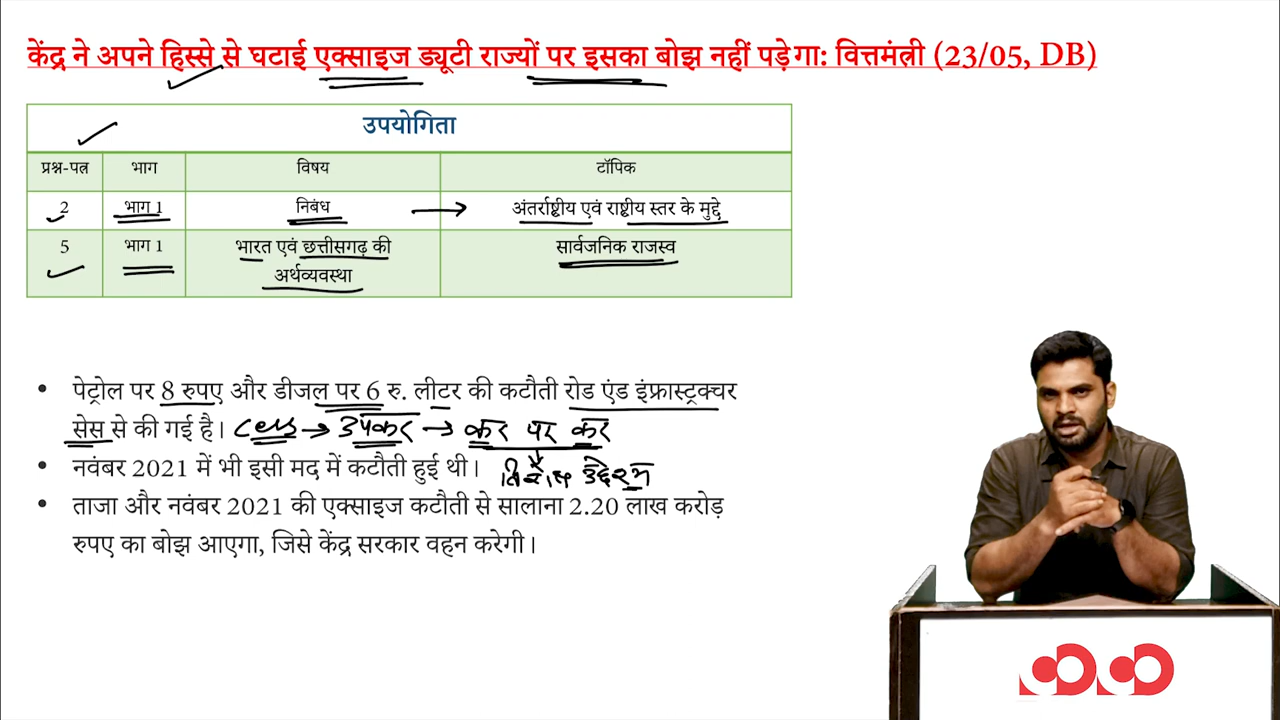 केंद्र ने अपने हिस्से से घटाई एक्साइज ड्यूटी राज्यों पर इसका बोझ नहीं पड़ेगा: वित्तमंत्री (23/05, DB)
उपयोगिता
प्रश्न-पत्र भाग विषय टॉपिक
2 भाग 1 निबंध अंतर्राष्ट्रीय एवं राष्ट्रीय स्तर के मुद्दे
5 भाग 1 भारत एवं छत्तीसगढ़ की अर्थव्यवस्था सार्वजनिक राजस्व
• पेट्रोल पर 8 रुपए और डीजल पर 6 रु. लीटर की कटौती रोड एंड इंफ्रास्ट्रक्चर
सेस से की गई है। Cess → उपकर → कर पर कर
• नवंबर 2021 में भी इसी मद में कटौती हुई थी। विशेष उद्देश्य
• ताजा और नवंबर 2021 की एक्साइज कटौती से सालाना 2.20 लाख करोड़
रुपए का बोझ आएगा, जिसे केंद्र सरकार वहन करेगी।